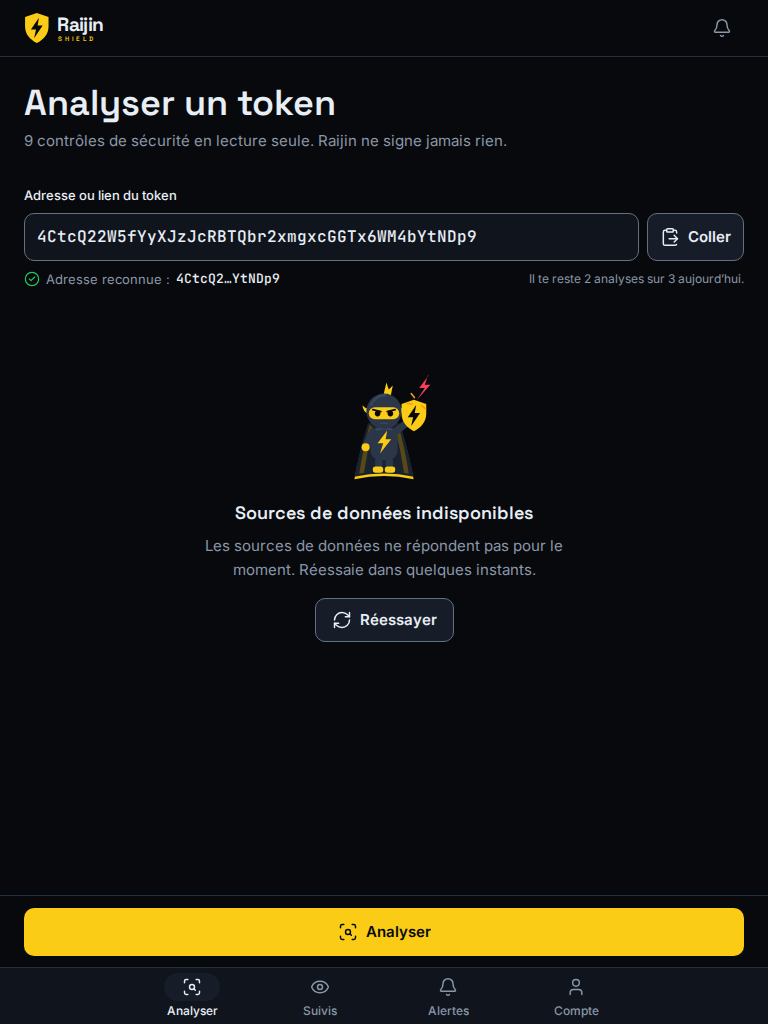 Raijin
SHIELD
Analyser un token
9 contrôles de sécurité en lecture seule. Raijin ne signe jamais rien.
Adresse ou lien du token
4CtcQ22W5fYyXJzJcRBTQbr2xmgxcGGTx6WM4bYtNDp9
Coller
Adresse reconnue : 4CtcQ2…YtNDp9
Il te reste 2 analyses sur 3 aujourd'hui.
Sources de données indisponibles
Les sources de données ne répondent pas pour le
moment. Réessaie dans quelques instants.
Réessayer
Analyser
Analyser
Suivis
Alertes
Compte